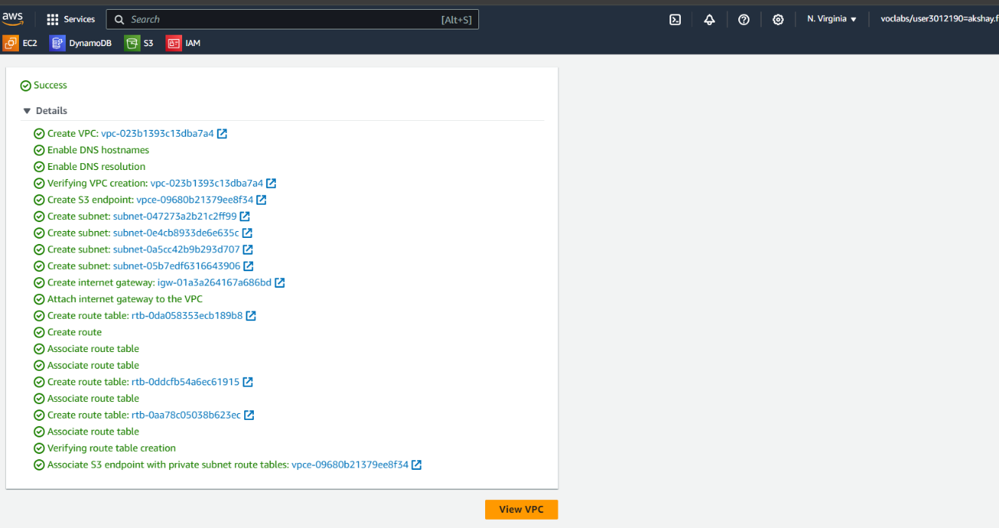 aws
Services
Search
[Alt+S]
N. Virginia
voclabs/user3012190=akshay.f
EC2
DynamoDB
S3
IAM
Success
Details
Create VPC: vpc-023b1393c13dba7a4
Enable DNS hostnames
Enable DNS resolution
Verifying VPC creation: vpc-023b1393c13dba7a4
Create S3 endpoint: vpce-09680b21379ee8f34
Create subnet: subnet-047273a2b21c2ff99
Create subnet: subnet-0e4cb8933de6e635c
Create subnet: subnet-0a5cc42b9b293d707
Create subnet: subnet-05b7edf6316643906
Create internet gateway: igw-01a3a264167a686bd
Attach internet gateway to the VPC
Create route table: rtb-0da058353ecb189b8
Create route
Associate route table
Associate route table
Create route table: rtb-0ddcfb54a6ec61915
Associate route table
Create route table: rtb-0aa78c05038b623ec
Associate route table
Verifying route table creation
Associate S3 endpoint with private subnet route tables: vpce-09680b21379ee8f34
View VPC